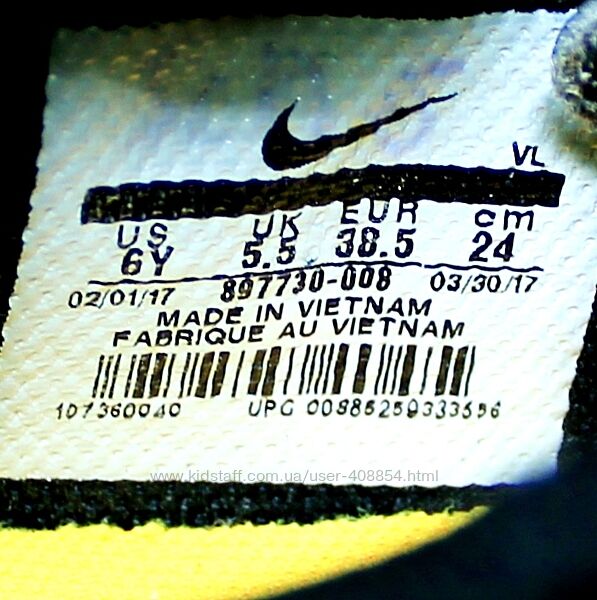 VL
US UK EUR cm
6Y 5.5 38.5 24
02/01/17 897730-008 03/30/17
MADE IN VIETNAM
FABRIQUE AU VIETNAM
107360040 UPC 00885259333556
www.kidstaff.com.ua/user-408854.html